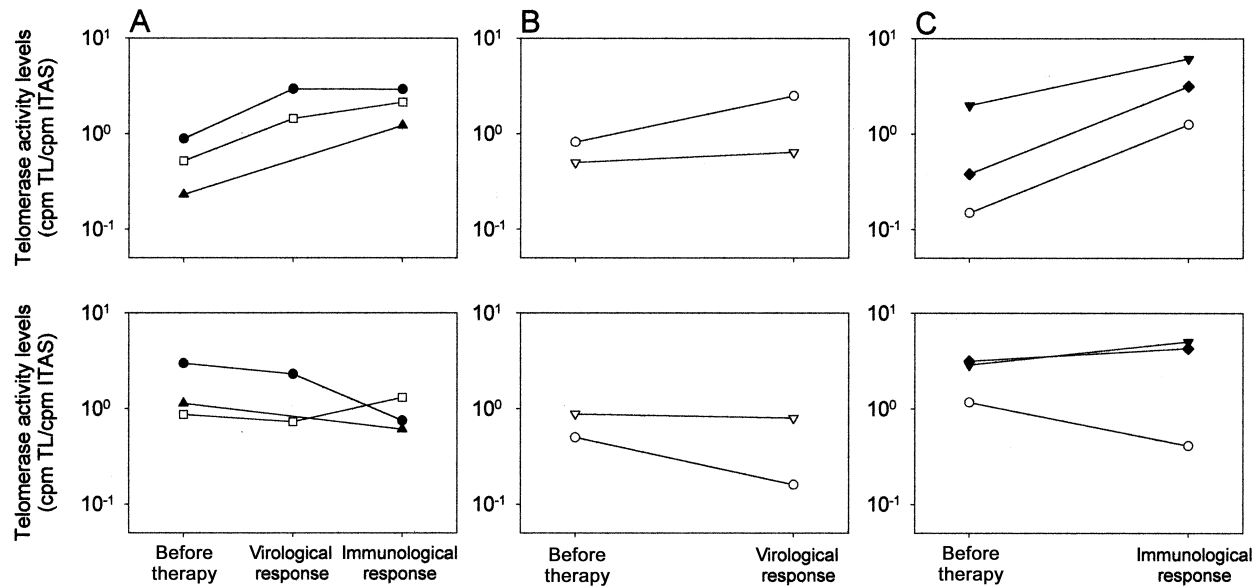 A
B
C
Telomerase activity levels
(cpm TL/cpm ITAS)
10¹
10⁰
10⁻¹
10¹
10⁰
10⁻¹
10¹
10⁰
10⁻¹
Telomerase activity levels
(cpm TL/cpm ITAS)
10¹
10⁰
10⁻¹
10¹
10⁰
10⁻¹
10¹
10⁰
10⁻¹
Before
therapy
Virological
response
Immunological
response
Before
therapy
Virological
response
Before
therapy
Immunological
response